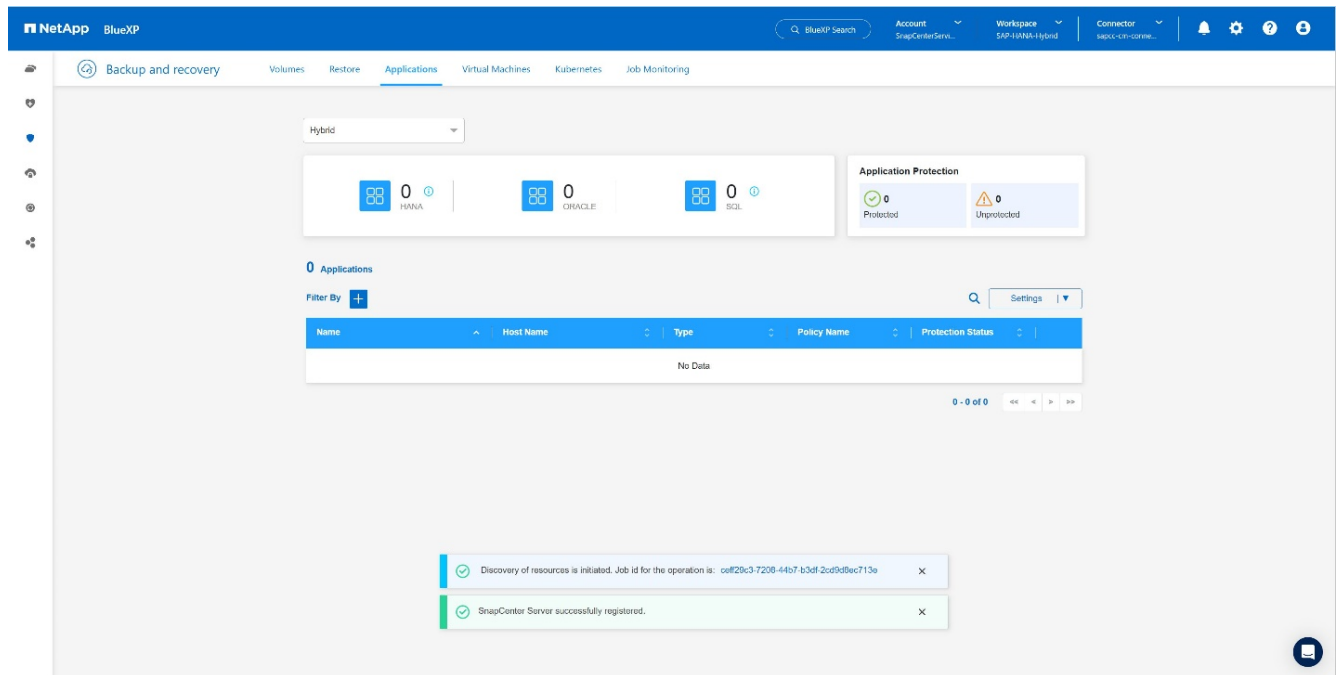 NetApp BlueXP
BlueXP Search
Account
SnapCenterServi...
Workspace
SAP-HANA-Hybrid
Connector
sapcc-cm-conne...
Backup and recovery
Volumes Restore Applications Virtual Machines Kubernetes Job Monitoring
Hybrid
0
HANA
0
ORACLE
0
SQL
Application Protection
0
Protected
0
Unprotected
0 Applications
Filter By
Settings
Name Host Name Type Policy Name Protection Status
No Data
0 - 0 of 0 << < > >>
Discovery of resources is initiated. Job id for the operation is: ceff29c3-7208-44b7-b3df-2cd9d8ec713e
SnapCenter Server successfully registered.